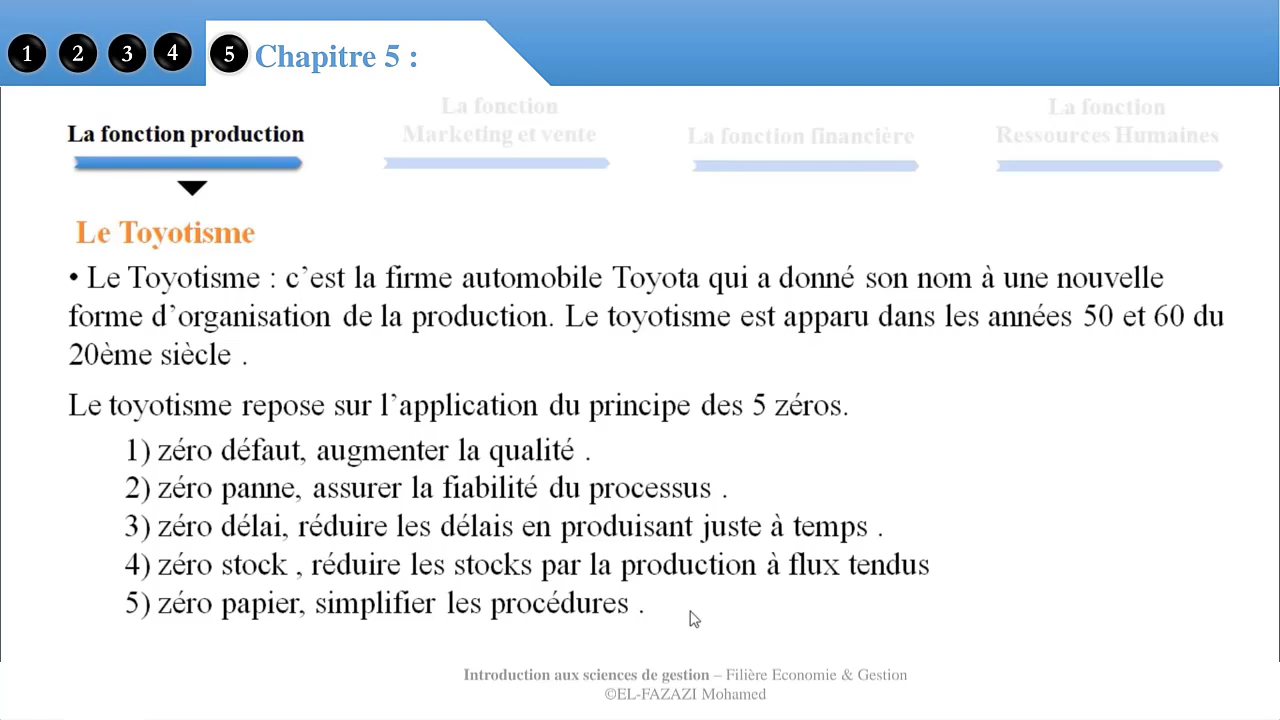 1 2 3 4 5 Chapitre 5 :
La fonction production
La fonction
Marketing et vente
La fonction financière
La fonction
Ressources Humaines
Le Toyotisme
• Le Toyotisme : c’est la firme automobile Toyota qui a donné son nom à une nouvelle
forme d’organisation de la production. Le toyotisme est apparu dans les années 50 et 60 du
20ème siècle .
Le toyotisme repose sur l’application du principe des 5 zéros.
1) zéro défaut, augmenter la qualité .
2) zéro panne, assurer la fiabilité du processus .
3) zéro délai, réduire les délais en produisant juste à temps .
4) zéro stock , réduire les stocks par la production à flux tendus
5) zéro papier, simplifier les procédures .
Introduction aux sciences de gestion – Filière Economie & Gestion
©EL-FAZAZI Mohamed